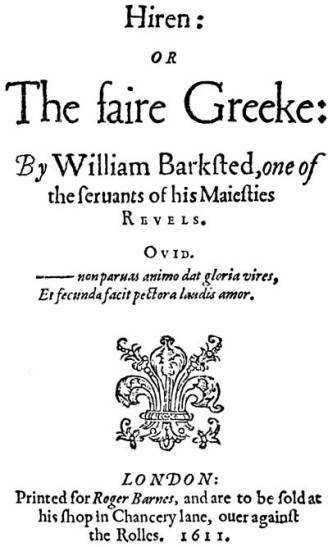 Hiren:
OR
The faire Greeke:
By William Barkſted, one of
the ſeruants of his Maieſties
REVELS.
OVID.
—— non paruas animo dat gloria vires,
Et fecunda facit pectora laudis amor.
LONDON:
Printed for Roger Barnes, and are to be ſold at
his ſhop in Chancery lane, ouer againſt
the Rolles. 1611.